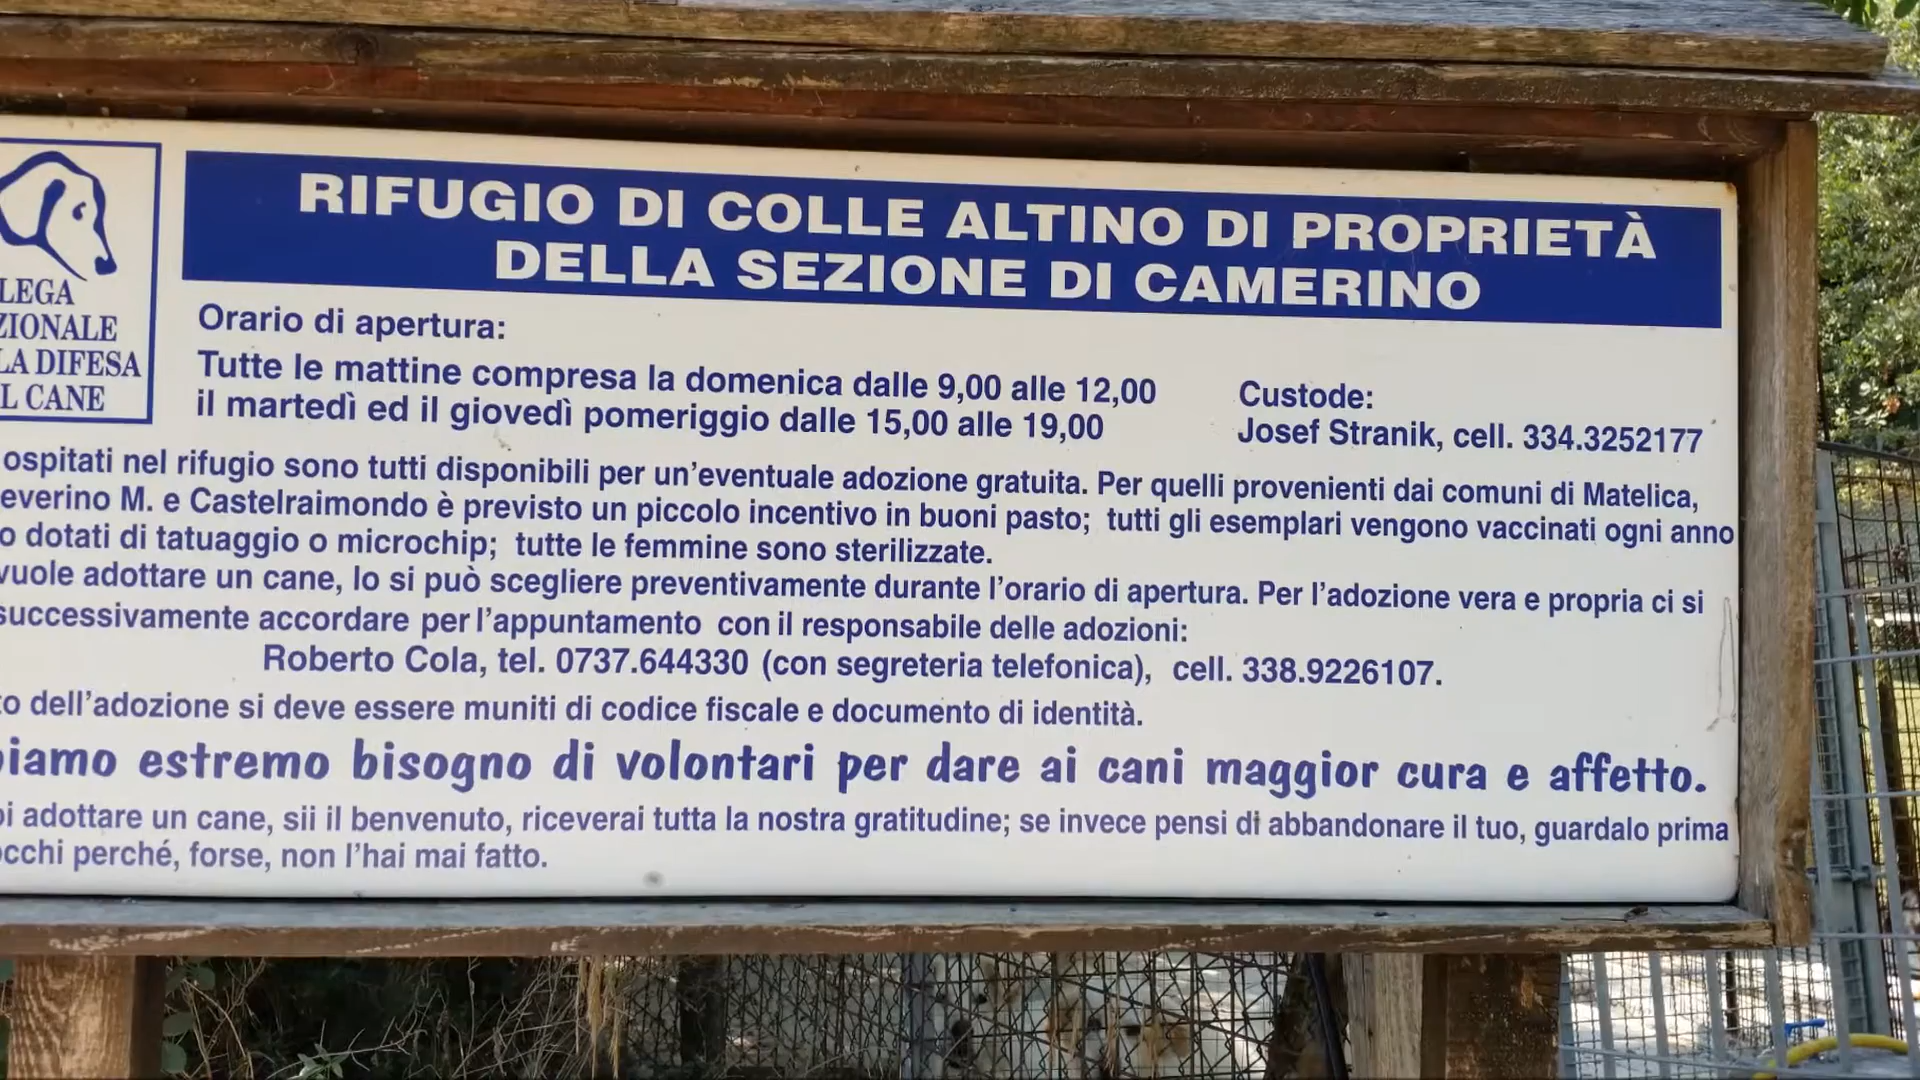 LEGA
ZIONALE
LA DIFESA
L CANE
RIFUGIO DI COLLE ALTINO DI PROPRIETÀ
DELLA SEZIONE DI CAMERINO
Orario di apertura:
Tutte le mattine compresa la domenica dalle 9,00 alle 12,00
il martedì ed il giovedì pomeriggio dalle 15,00 alle 19,00
Custode:
Josef Stranik, cell. 334.3252177
ospitati nel rifugio sono tutti disponibili per un'eventuale adozione gratuita. Per quelli provenienti dai comuni di Matelica,
everino M. e Castelraimondo è previsto un piccolo incentivo in buoni pasto; tutti gli esemplari vengono vaccinati ogni anno
o dotati di tatuaggio o microchip; tutte le femmine sono sterilizzate.
vuole adottare un cane, lo si può scegliere preventivamente durante l'orario di apertura. Per l'adozione vera e propria ci si
successivamente accordare per l'appuntamento con il responsabile delle adozioni:
Roberto Cola, tel. 0737.644330 (con segreteria telefonica), cell. 338.9226107.
to dell'adozione si deve essere muniti di codice fiscale e documento di identità.
biamo estremo bisogno di volontari per dare ai cani maggior cura e affetto.
oi adottare un cane, sii il benvenuto, riceverai tutta la nostra gratitudine; se invece pensi di abbandonare il tuo, guardalo prima
occhi perché, forse, non l'hai mai fatto.